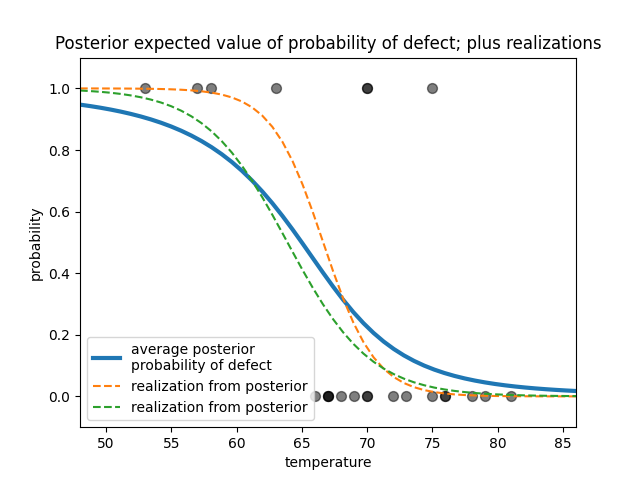 Posterior expected value of probability of defect; plus realizations
1.0
0.8
0.6
0.4
0.2
0.0
probability
average posterior
probability of defect
realization from posterior
realization from posterior
50
55
60
65
70
75
80
85
temperature